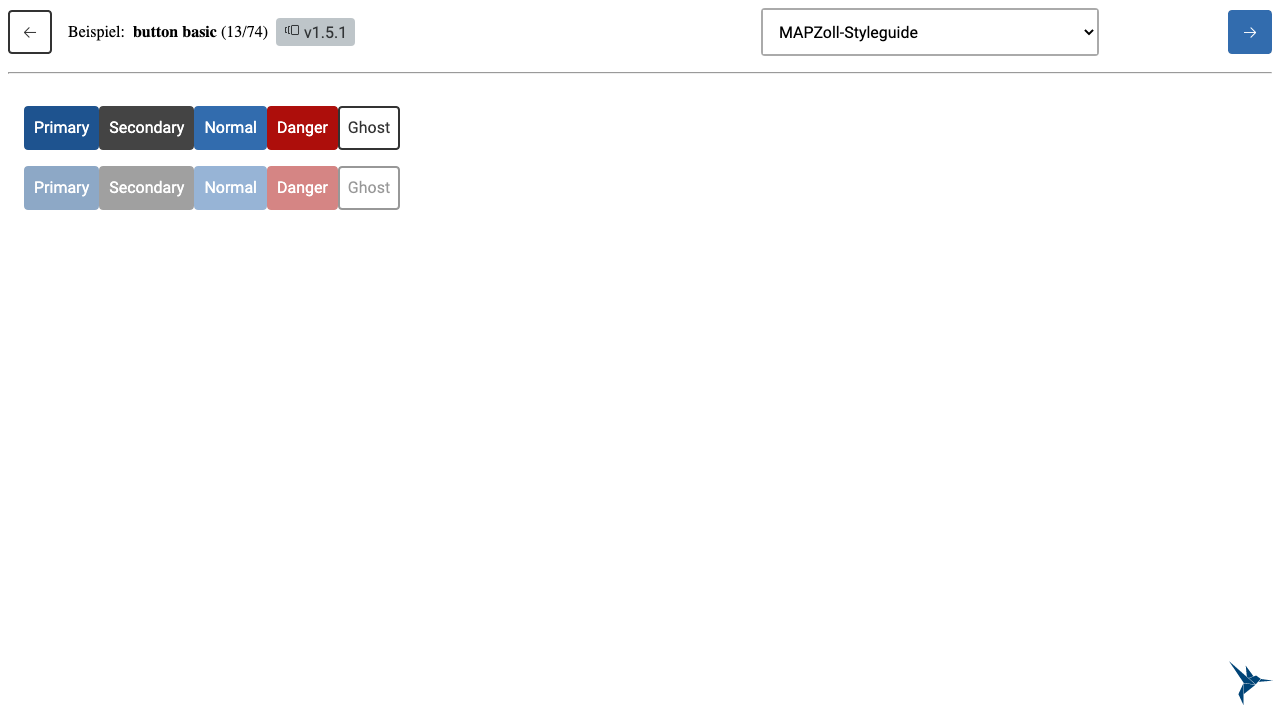 Beispiel: button basic (13/74) v1.5.1 MAPZoll-Styleguide
Primary Secondary Normal Danger Ghost
Primary Secondary Normal Danger Ghost